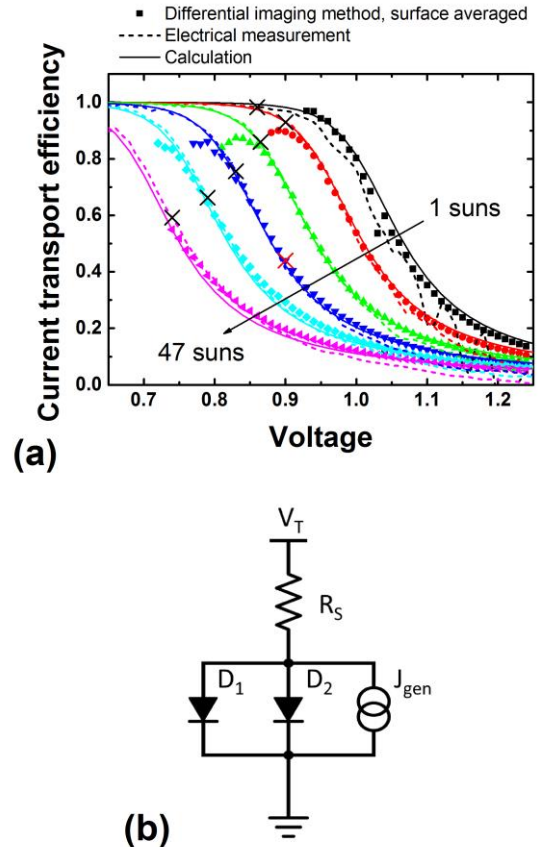 (a)
Differential imaging method, surface averaged
Electrical measurement
Calculation
Current transport efficiency
1.0
0.8
0.6
0.4
0.2
0.0
1 suns
47 suns
0.7 0.8 0.9 1.0 1.1 1.2
Voltage
(b)
V_T
R_S
D_1 D_2 J_gen